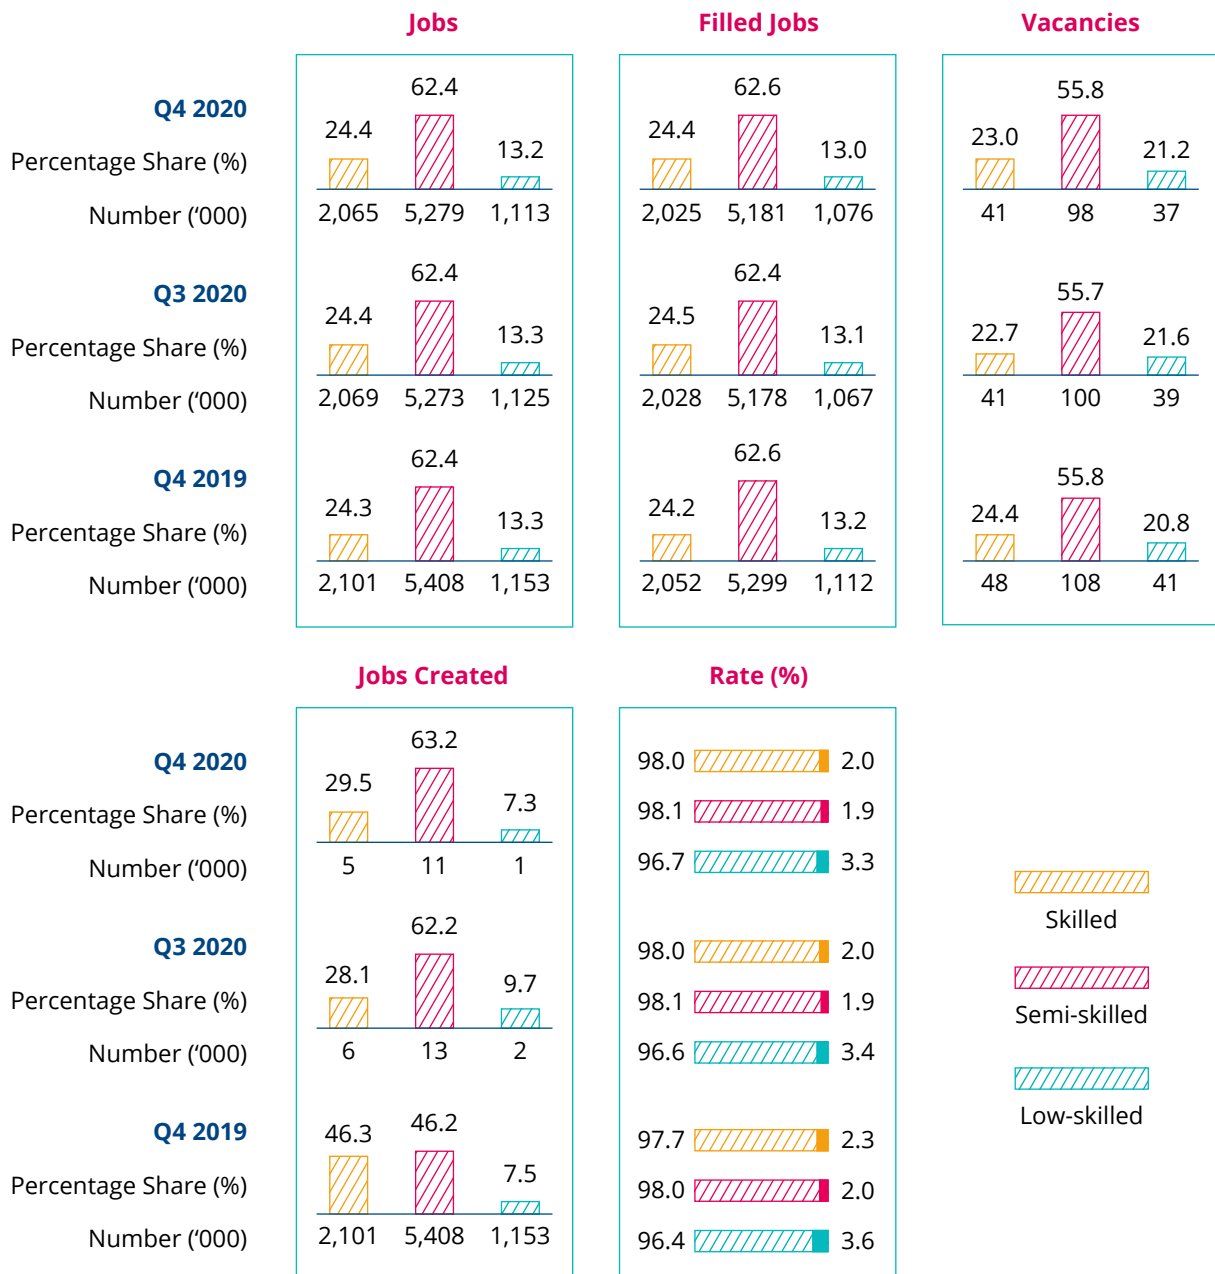 Jobs Filled Jobs Vacancies
Q4 2020
62.4 62.6 55.8
24.4 24.4 23.0
13.2 13.0 21.2
Percentage Share (%)
Number (‘000) 2,065 5,279 1,113 2,025 5,181 1,076 41 98 37
Q3 2020
62.4 62.4 55.7
24.4 24.5 22.7
13.3 13.1 21.6
Percentage Share (%)
Number (‘000) 2,069 5,273 1,125 2,028 5,178 1,067 41 100 39
Q4 2019
62.4 62.6 55.8
24.3 24.2 24.4
13.3 13.2 20.8
Percentage Share (%)
Number (‘000) 2,101 5,408 1,153 2,052 5,299 1,112 48 108 41
Jobs Created Rate (%)
Q4 2020
63.2
29.5
7.3
Percentage Share (%)
Number (‘000) 5 11 1
98.0 2.0
98.1 1.9
96.7 3.3
Q3 2020
62.2
28.1
9.7
Percentage Share (%)
Number (‘000) 6 13 2
98.0 2.0
98.1 1.9
96.6 3.4
Q4 2019
46.3 46.2
7.5
Percentage Share (%)
Number (‘000) 2,101 5,408 1,153
97.7 2.3
98.0 2.0
96.4 3.6
Skilled
Semi-skilled
Low-skilled